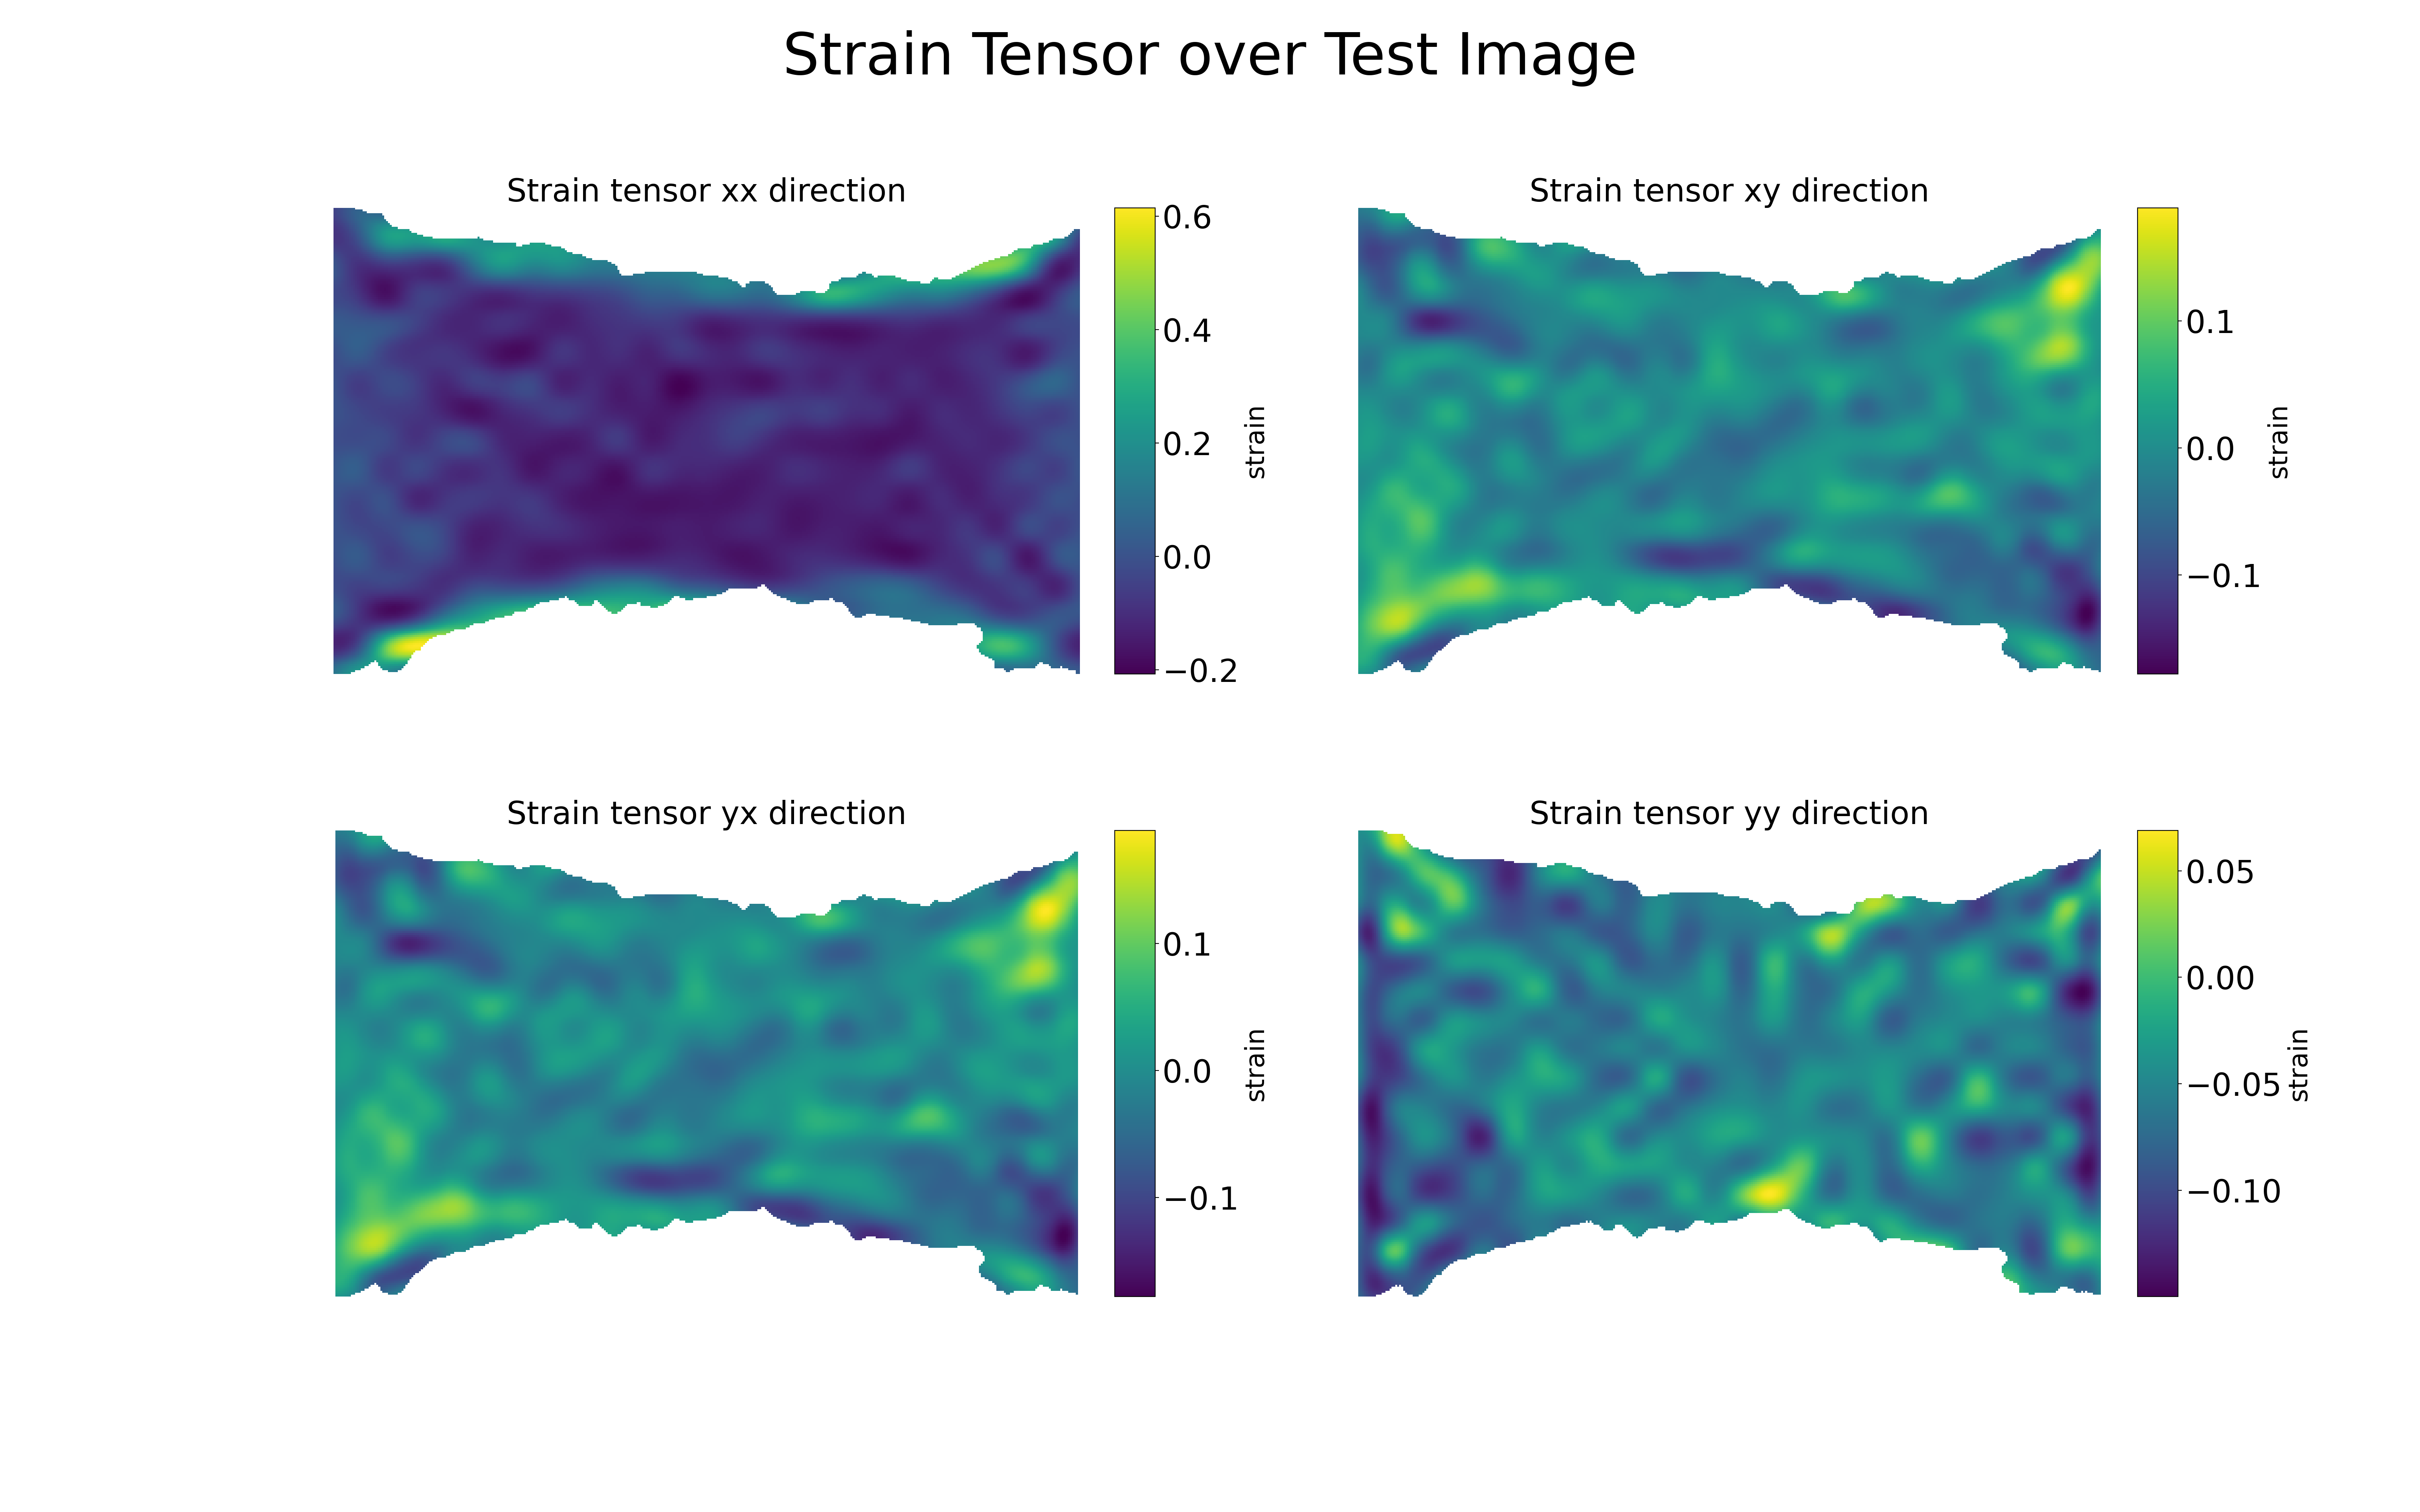 Strain Tensor over Test Image
Strain tensor xx direction
0.6
0.4
0.2
0.0
−0.2
strain
Strain tensor xy direction
0.1
0.0
−0.1
strain
Strain tensor yx direction
0.1
0.0
−0.1
strain
Strain tensor yy direction
0.05
0.00
−0.05
−0.10
strain